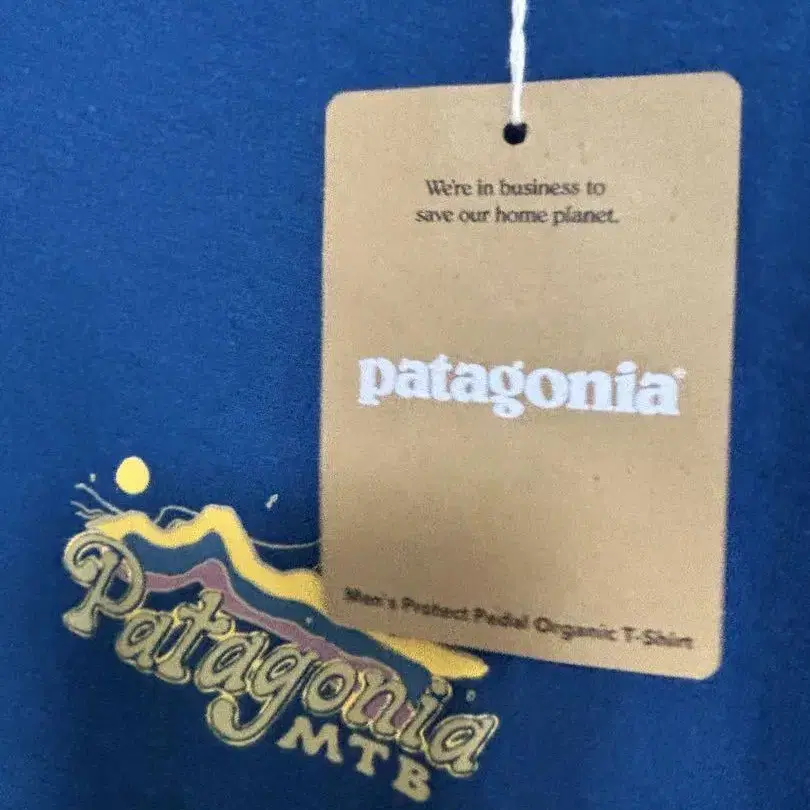 We're in business to
save our home planet.
patagonia®
Men's Protect Pedal Organic T-Shirt
Patagonia
MTB